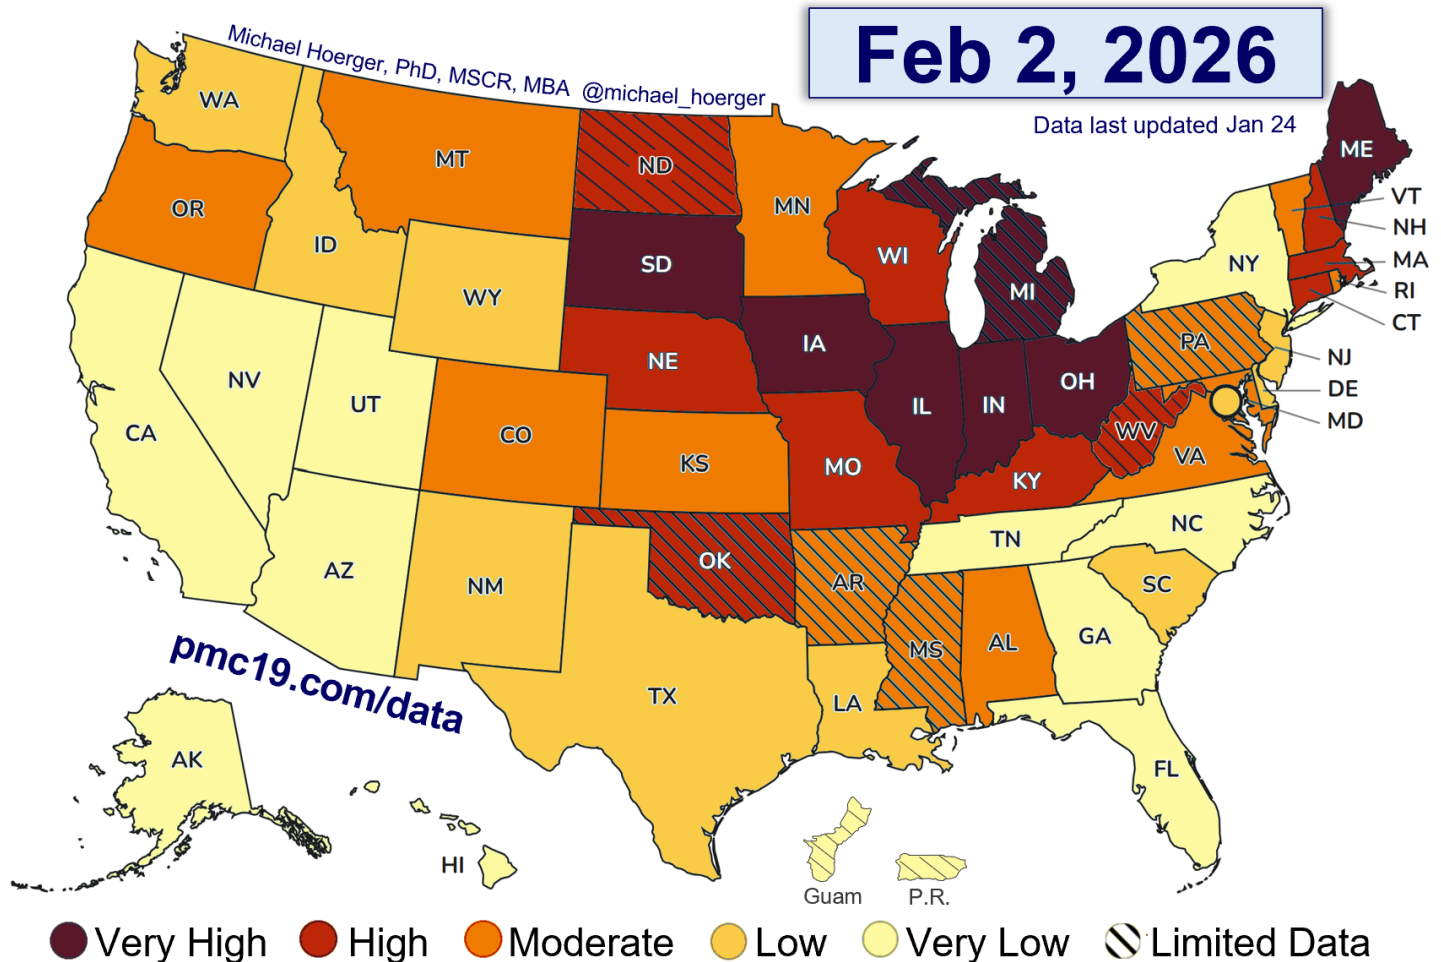 Feb 2, 2026
Michael Hoerger, PhD, MSCR, MBA @michael_hoerger
Data last updated Jan 24
WA
MT
ND
MN
ME
VT
OR
NH
ID
SD
WI
NY
MA
WY
MI
RI
CT
IA
PA
NJ
NE
NV
UT
OH
DE
IL
IN
CA
CO
WV
MD
KS
MO
KY
VA
NC
TN
OK
AZ
NM
AR
SC
MS
AL
GA
pmc19.com/data
TX
LA
AK
FL
HI
Guam
P.R.
Very High
High
Moderate
Low
Very Low
Limited Data